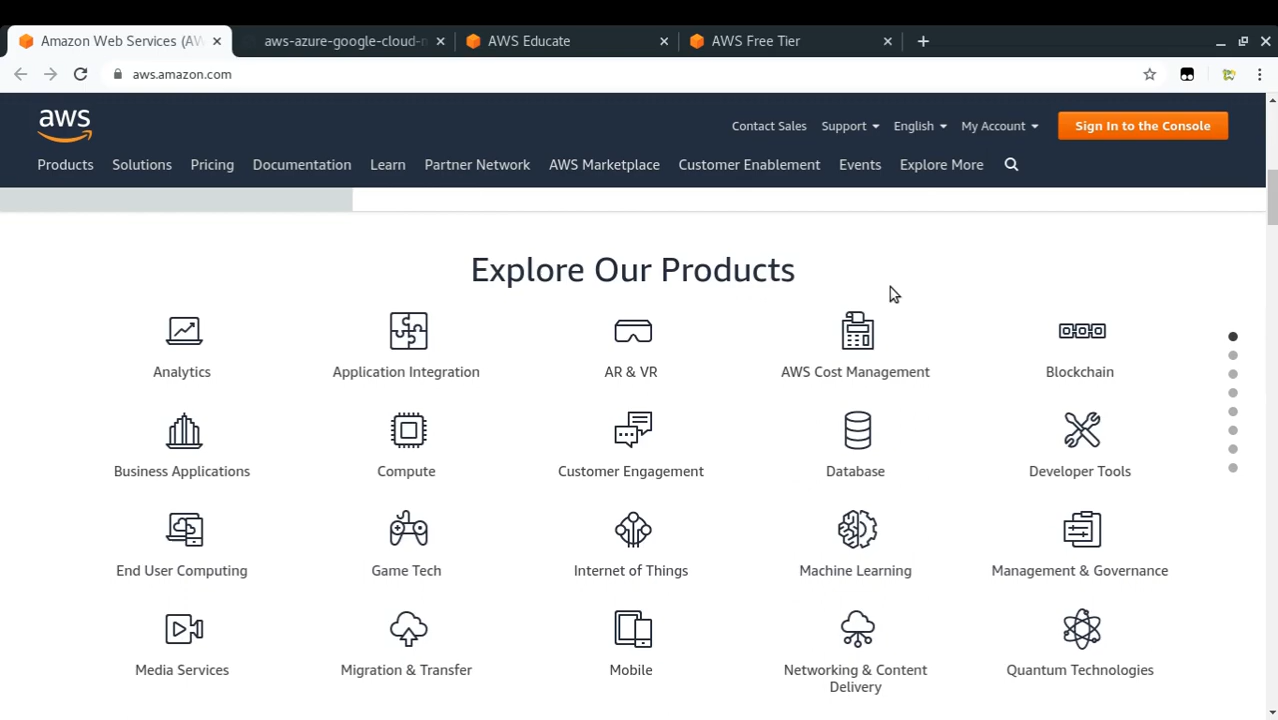 Amazon Web Services (AW
aws-azure-google-cloud-n
AWS Educate
AWS Free Tier
aws.amazon.com
aws
Contact Sales
Support
English
My Account
Sign In to the Console
Products
Solutions
Pricing
Documentation
Learn
Partner Network
AWS Marketplace
Customer Enablement
Events
Explore More
Explore Our Products
Analytics
Application Integration
AR & VR
AWS Cost Management
Blockchain
Business Applications
Compute
Customer Engagement
Database
Developer Tools
End User Computing
Game Tech
Internet of Things
Machine Learning
Management & Governance
Media Services
Migration & Transfer
Mobile
Networking & Content
Delivery
Quantum Technologies